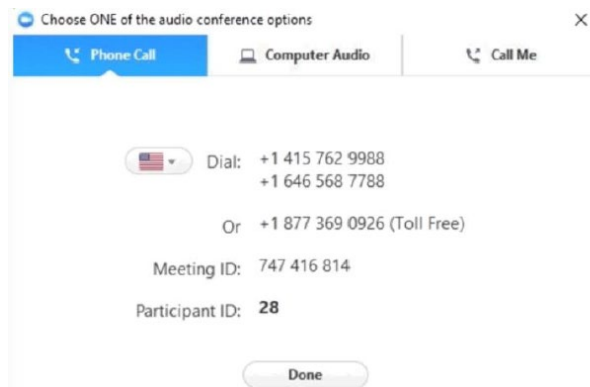 Choose ONE of the audio conference options
Phone Call Computer Audio Call Me
Dial: +1 415 762 9988
+1 646 568 7788
Or +1 877 369 0926 (Toll Free)
Meeting ID: 747 416 814
Participant ID: 28
Done